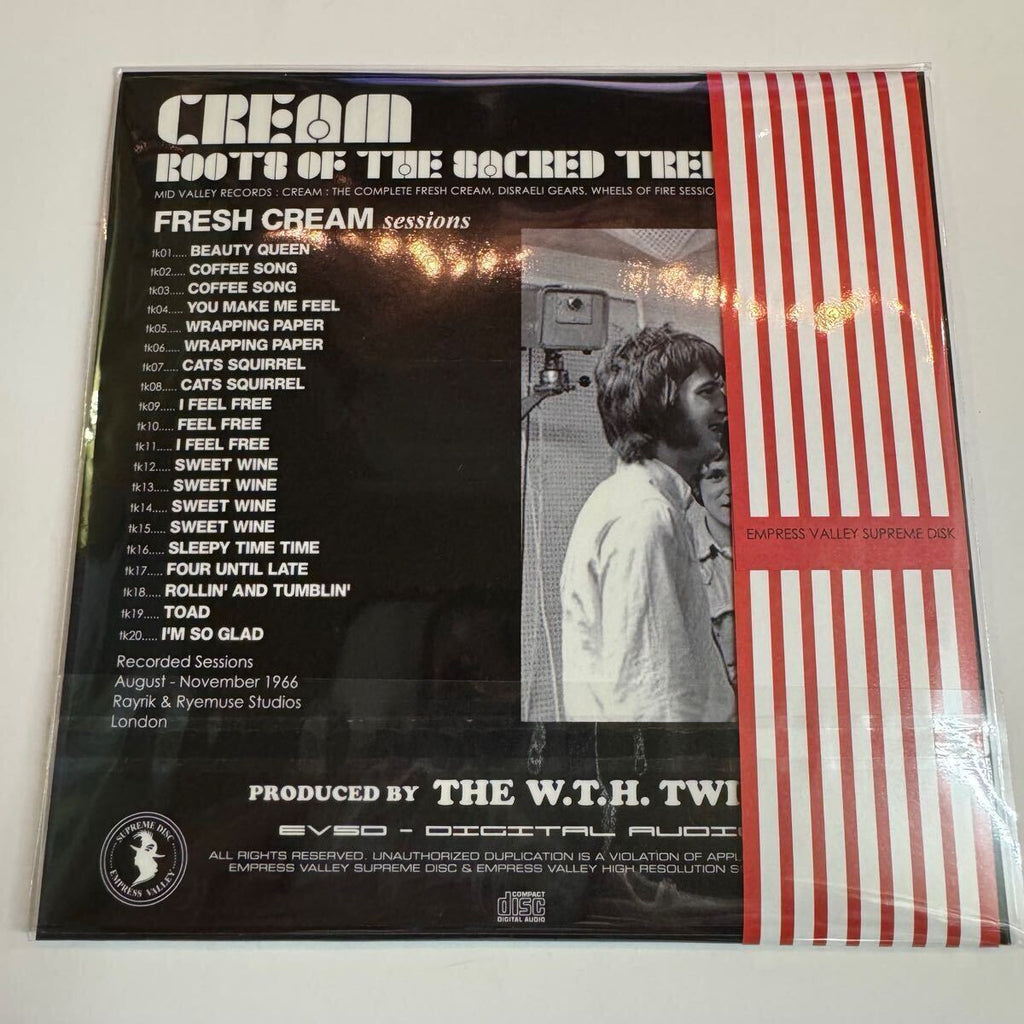 CREAM
ROOTS OF THE SACRED
MID VALLEY RECORDS : CREAM : THE COMPLETE FRESH CREAM, DISRAELI GEARS. WHEELS OF FIRE
FRESH CREAM sessions
tk01..... BEAUTY QUEEN
tk02..... COFFEE SONG
tk03..... COFFEE SONG
tk04..... YOU MAKE ME FEEL
tk05..... WRAPPING PAPER
tk06..... WRAPPING PAPER
tk07..... CATS SQUIRREL
tk08..... CATS SQUIRREL
tk09..... I FEEL FREE
tk10..... FEEL FREE
tk11..... I FEEL FREE
tk12..... SWEET WINE
tk13..... SWEET WINE
tk14..... SWEET WINE
tk15..... SWEET WINE
tk16..... SLEEPY TIME TIME
tk17..... FOUR UNTIL LATE
tk18..... ROLLIN' AND TUMBLIN'
tk19..... TOAD
tk20..... I'M SO GLAD
Recorded Sessions
August - November 1966
Rayrik & Ryemuse Studios
London
EMPRESS VALLEY SUPREME DISK
PRODUCED BY THE W.T.H.
EVSD - DIGITAL
ALL RIGHTS RESERVED. UNAUTHORIZED DUPLICATION IS A VIOLATION OF
EMPRESS VALLEY SUPREME DISC & EMPRESS VALLEY HIGH RESOLUTION
SUPREME DISC
EMPRESS VALLEY
COMPACT
disc
DIGITAL AUDIO